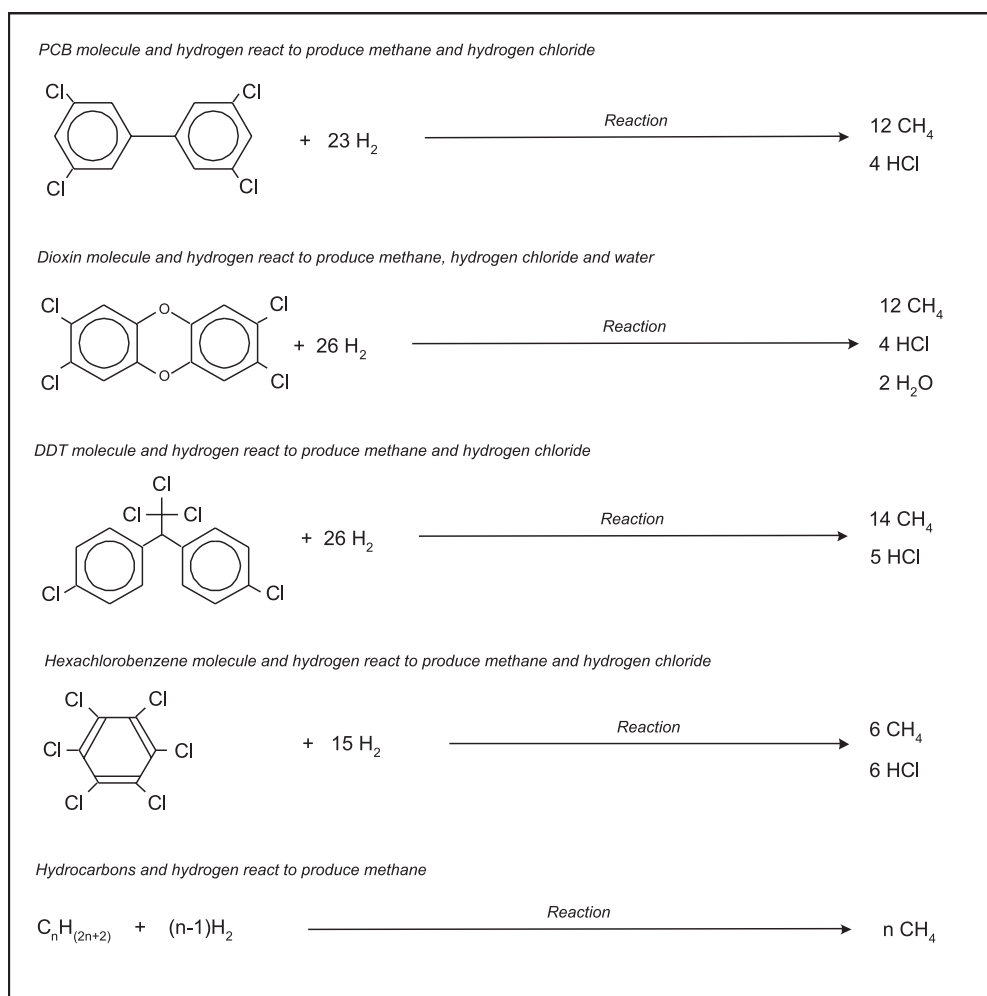 PCB molecule and hydrogen react to produce methane and hydrogen chloride
Cl Cl
Cl Cl
+ 23 H2
Reaction
12 CH4
4 HCl
Dioxin molecule and hydrogen react to produce methane, hydrogen chloride and water
Cl O Cl
Cl O Cl
+ 26 H2
Reaction
12 CH4
4 HCl
2 H2O
DDT molecule and hydrogen react to produce methane and hydrogen chloride
Cl
Cl Cl
Cl Cl
+ 26 H2
Reaction
14 CH4
5 HCl
Hexachlorobenzene molecule and hydrogen react to produce methane and hydrogen chloride
Cl Cl
Cl Cl
Cl Cl
+ 15 H2
Reaction
6 CH4
6 HCl
Hydrocarbons and hydrogen react to produce methane
CnH(2n+2) + (n-1)H2
Reaction
n CH4